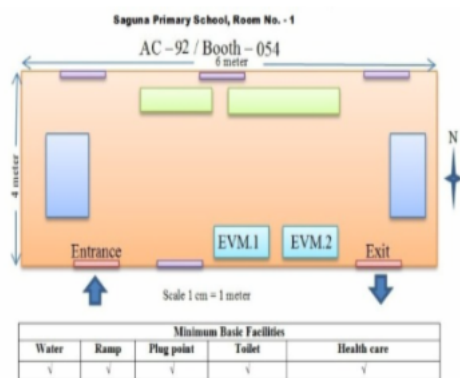 Saguna Primary School, Room No. - 1
AC – 92 / Booth – 054
6 meter
4 meter
N
EVM.1
EVM.2
Entrance
Exit
Scale 1 cm = 1 meter
Minimum Basic Facilities
Water Ramp Plug point Toilet Health care
√ √ √ √ √